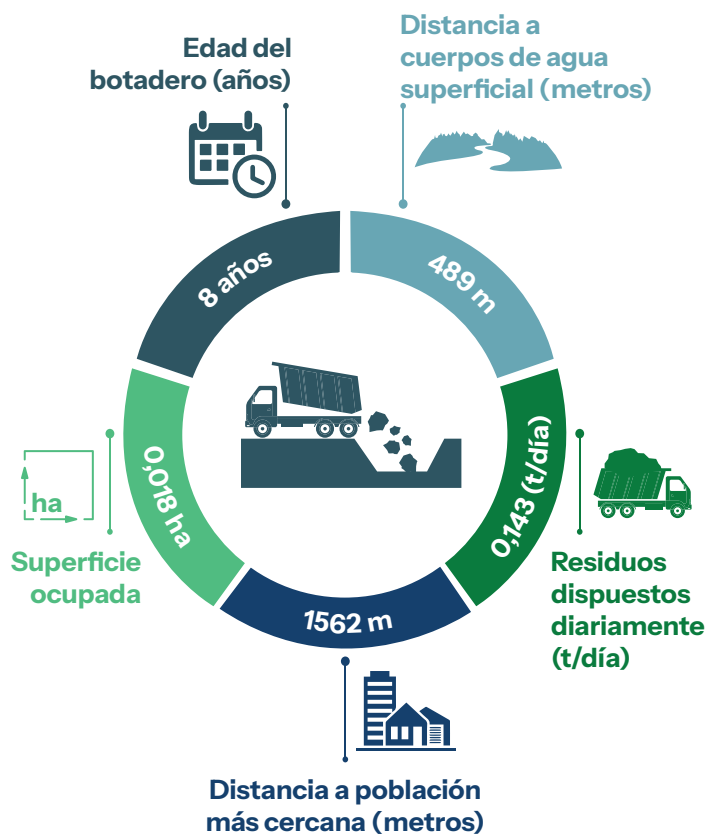 Edad del
botadero (años)
Distancia a
cuerpos de agua
superficial (metros)
8 años
489 m
0,018 ha
0,143 (t/día)
1562 m
ha
Superficie
ocupada
Residuos
dispuestos
diariamente
(t/día)
Distancia a población
más cercana (metros)